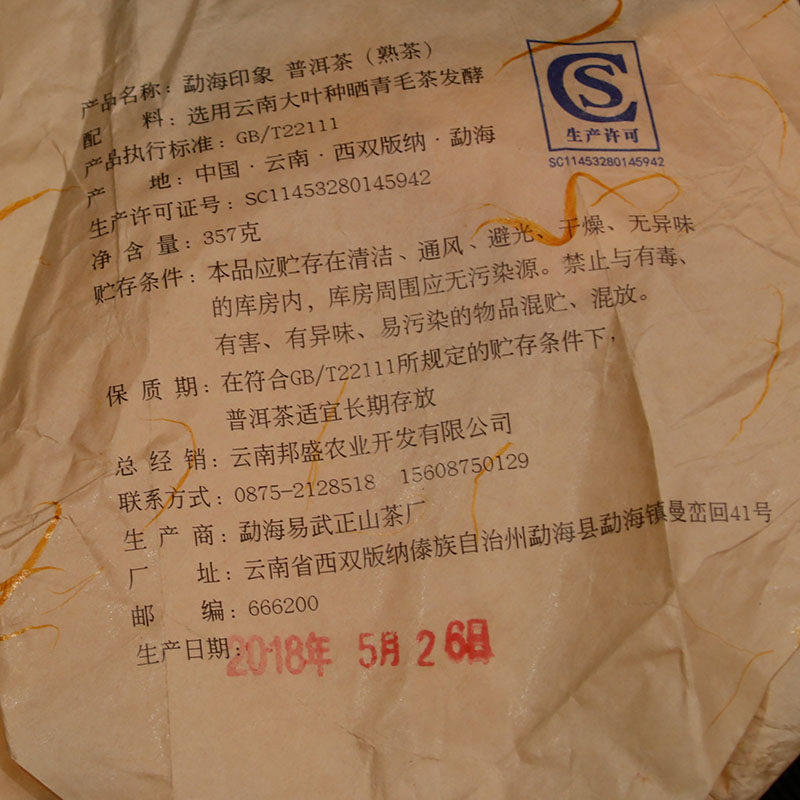 产品名称：勐海印象 普洱茶（熟茶）
配 料：选用云南大叶种晒青毛茶发酵
产品执行标准：GB/T22111
产 地：中国·云南·西双版纳·勐海
生产许可证号：SC11453280145942
净 含 量：357克
贮存条件：本品应贮存在清洁、通风、避光、干燥、无异味
的库房内，库房周围应无污染源。禁止与有毒、
有害、有异味、易污染的物品混贮、混放。
保 质 期：在符合GB/T22111所规定的贮存条件下，
普洱茶适宜长期存放
总 经 销：云南邦盛农业开发有限公司
联系方式：0875-2128518 15608750129
生 产 商：勐海易武正山茶厂
厂 址：云南省西双版纳傣族自治州勐海县勐海镇曼峦回41号
邮 编：666200
生产日期：2018年 5月 26日
SC
生产许可
SC11453280145942